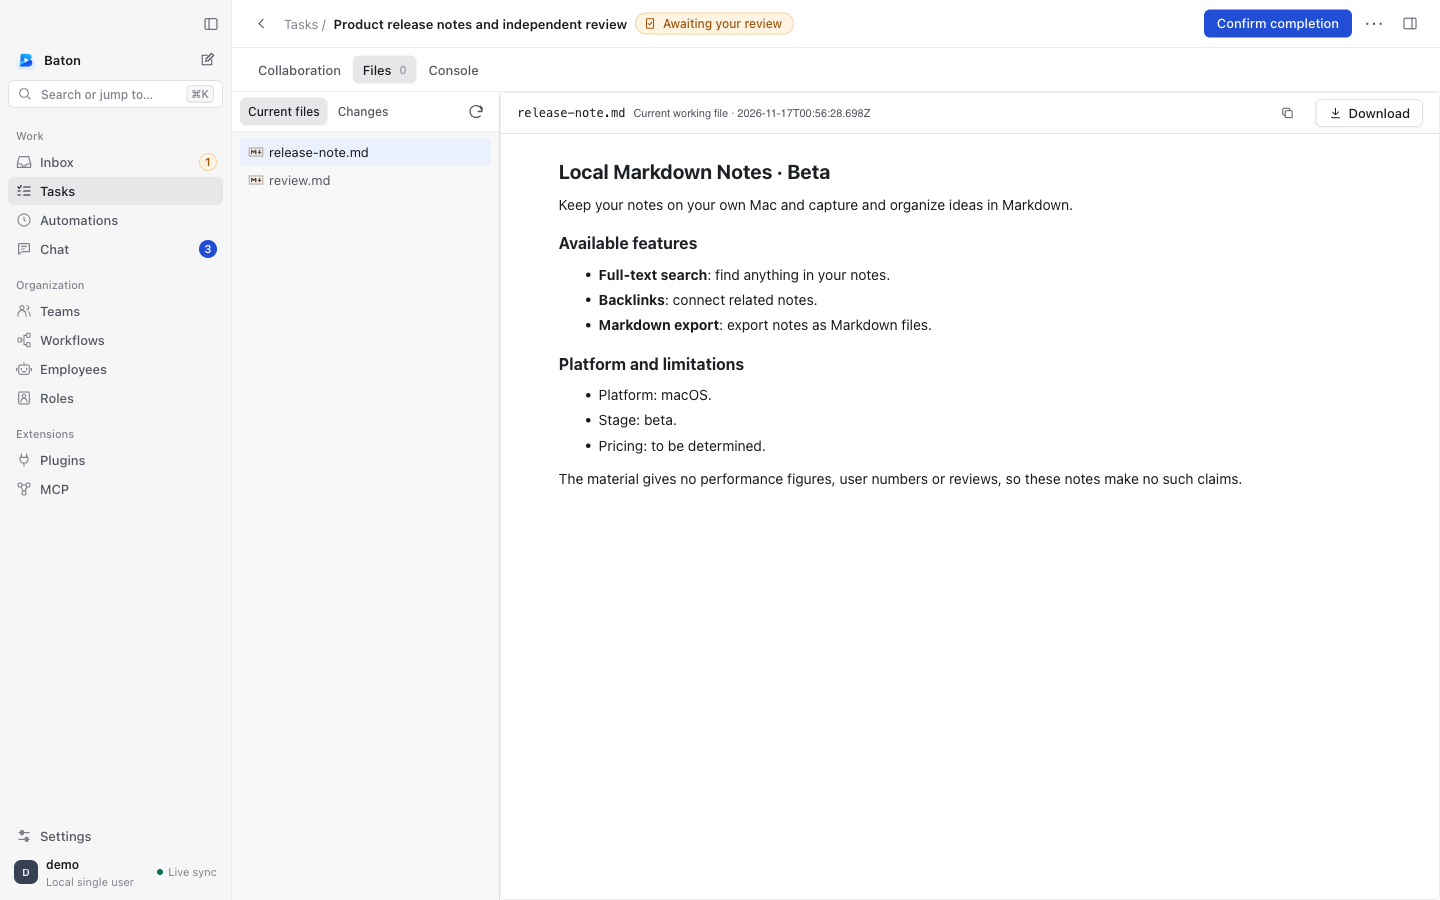 Baton
Search or jump to... ⌘K
Work
Inbox 1
Tasks
Automations
Chat 3
Organization
Teams
Workflows
Employees
Roles
Extensions
Plugins
MCP
Settings
D demo
Local single user
Live sync
Tasks / Product release notes and independent review Awaiting your review Confirm completion
Collaboration Files 0 Console
Current files Changes
release-note.md
review.md
release-note.md Current working file · 2026-11-17T00:56:28.698Z Download
Local Markdown Notes · Beta
Keep your notes on your own Mac and capture and organize ideas in Markdown.
Available features
• Full-text search: find anything in your notes.
• Backlinks: connect related notes.
• Markdown export: export notes as Markdown files.
Platform and limitations
• Platform: macOS.
• Stage: beta.
• Pricing: to be determined.
The material gives no performance figures, user numbers or reviews, so these notes make no such claims.